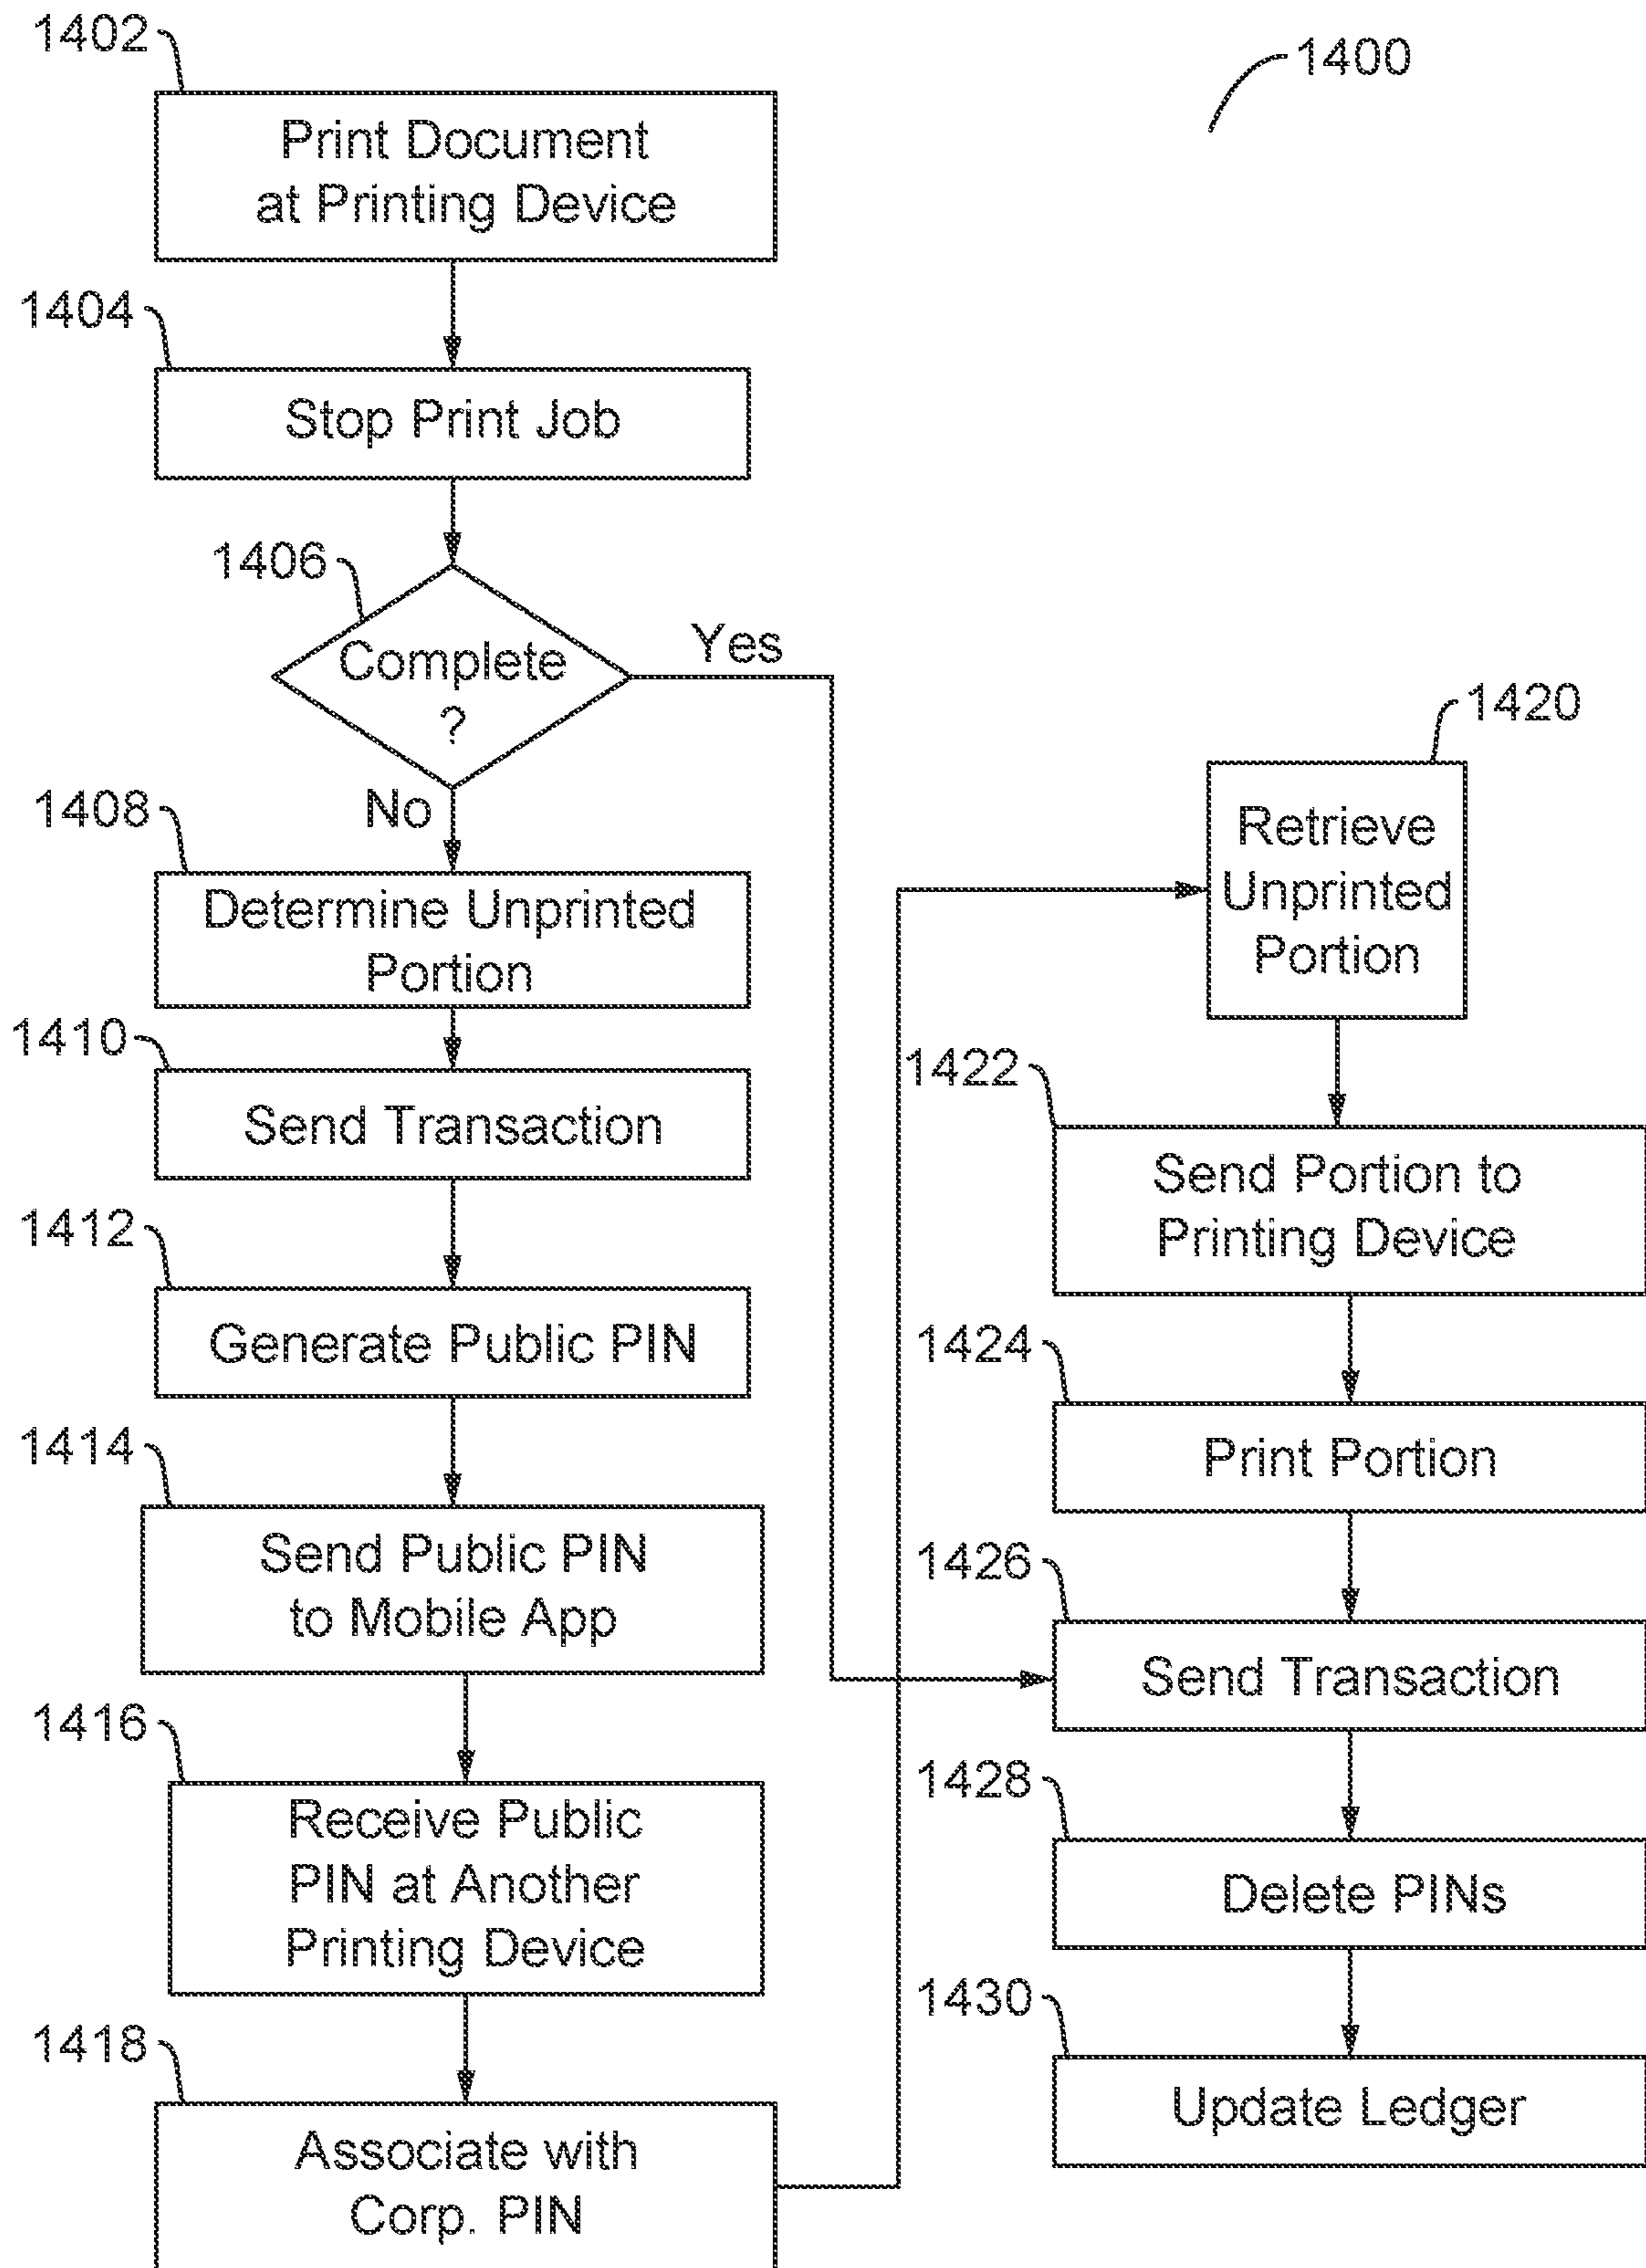 1402
Print Document
at Printing Device
1400
1404
Stop Print Job
1406
Complete
?
Yes
No
1408
Determine Unprinted
Portion
1410
Send Transaction
1412
Generate Public PIN
1414
Send Public PIN
to Mobile App
1416
Receive Public
PIN at Another
Printing Device
1418
Associate with
Corp. PIN
1420
Retrieve
Unprinted
Portion
1422
Send Portion to
Printing Device
1424
Print Portion
1426
Send Transaction
1428
Delete PINs
1430
Update Ledger